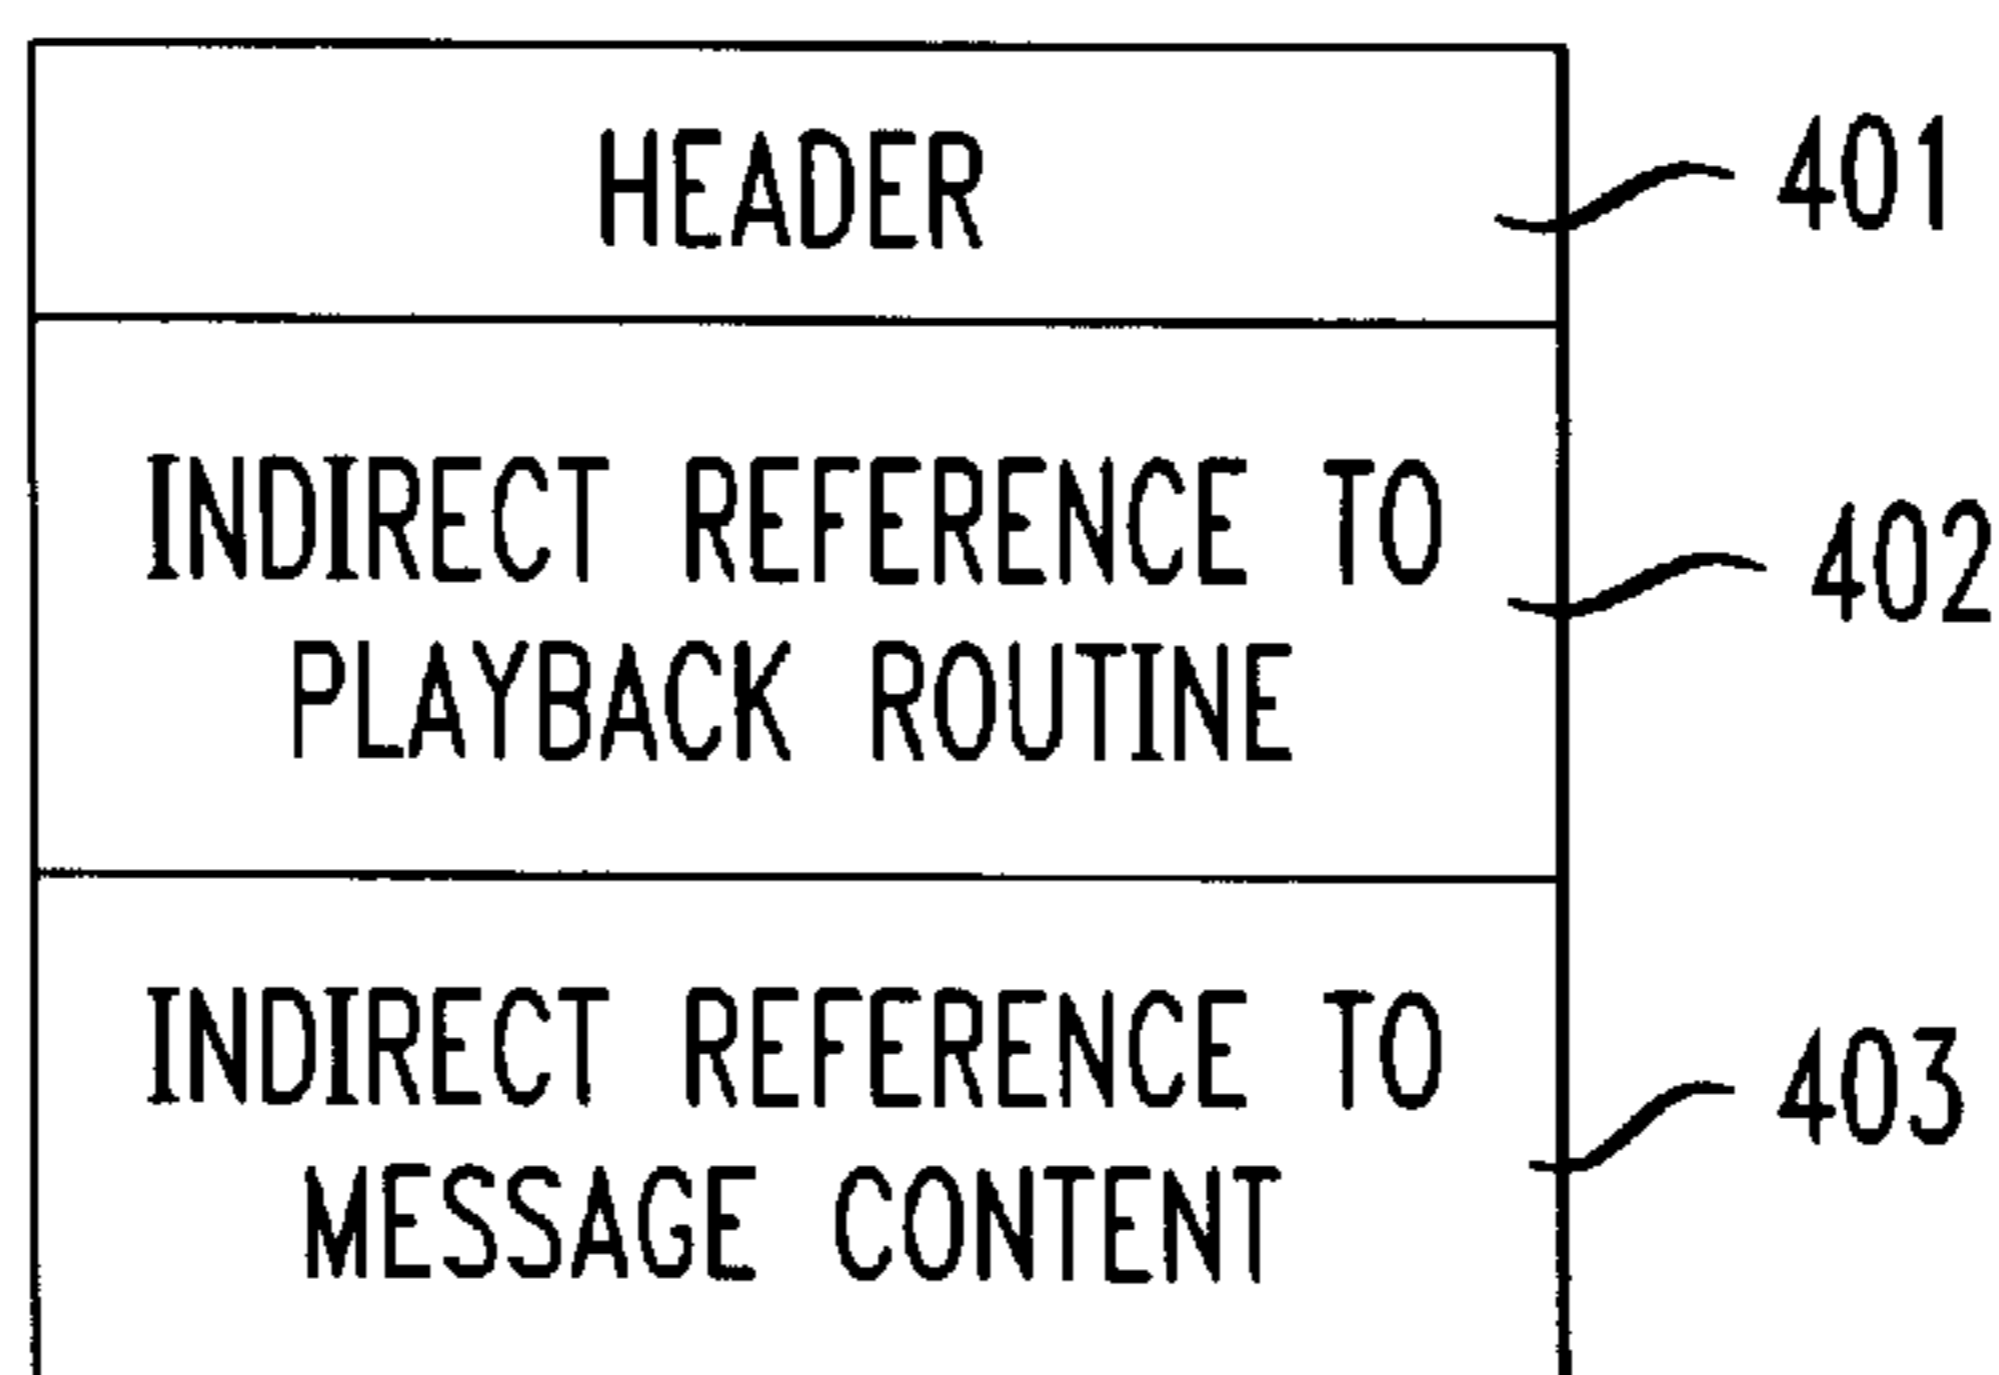 HEADER 401
INDIRECT REFERENCE TO
PLAYBACK ROUTINE
402
INDIRECT REFERENCE TO
MESSAGE CONTENT
403